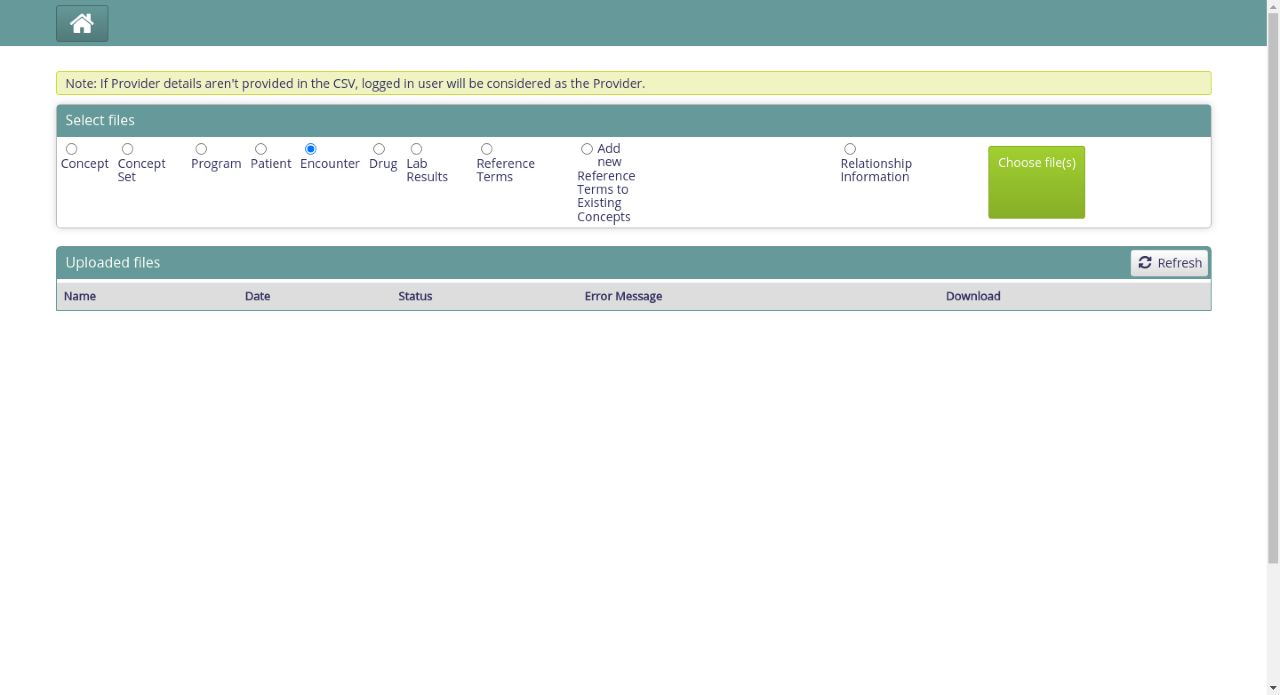 Note: If Provider details aren't provided in the CSV, logged in user will be considered as the Provider.
Select files
Concept
Concept
Set
Program
Patient
Encounter
Drug
Lab
Results
Reference
Terms
Add
new
Reference
Terms to
Existing
Concepts
Relationship
Information
Choose file(s)
Uploaded files
Refresh
Name Date Status Error Message Download